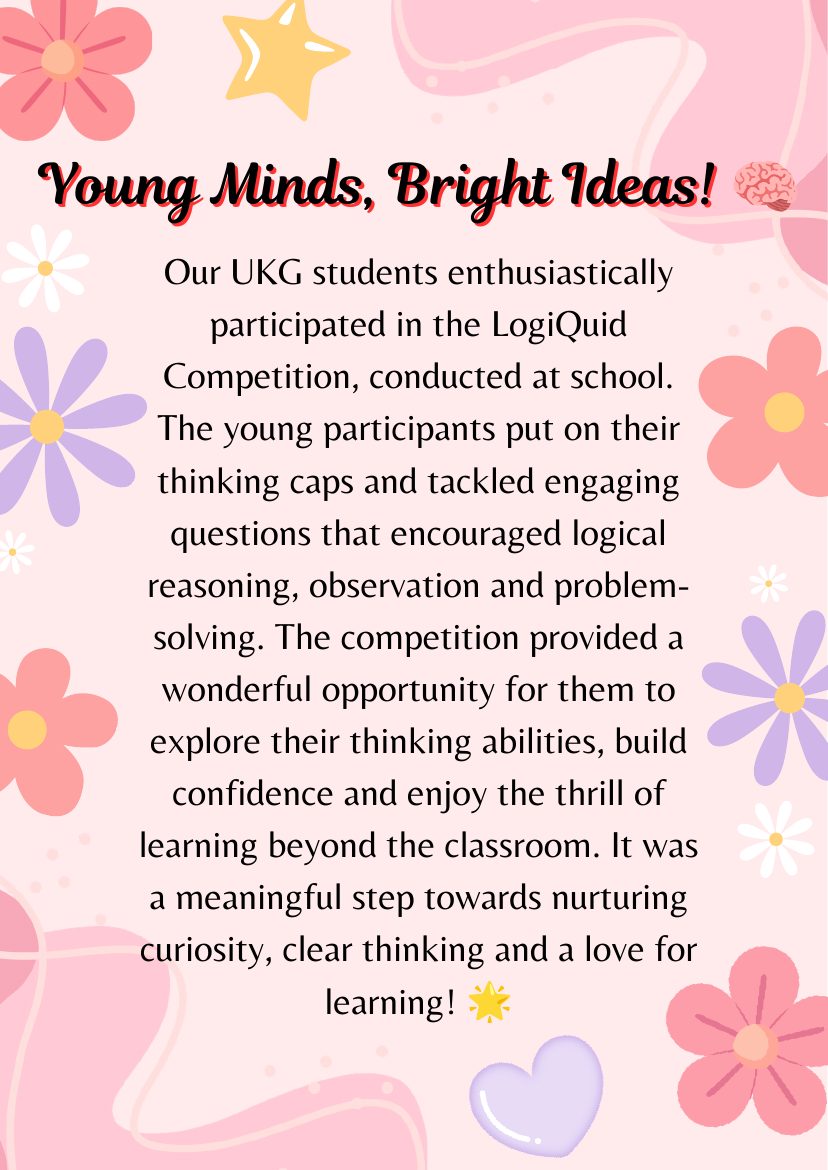 Young Minds, Bright Ideas! 🧠
Our UKG students enthusiastically
participated in the LogiQuid
Competition, conducted at school.
The young participants put on their
thinking caps and tackled engaging
questions that encouraged logical
reasoning, observation and problem-
solving. The competition provided a
wonderful opportunity for them to
explore their thinking abilities, build
confidence and enjoy the thrill of
learning beyond the classroom. It was
a meaningful step towards nurturing
curiosity, clear thinking and a love for
learning! 🌟